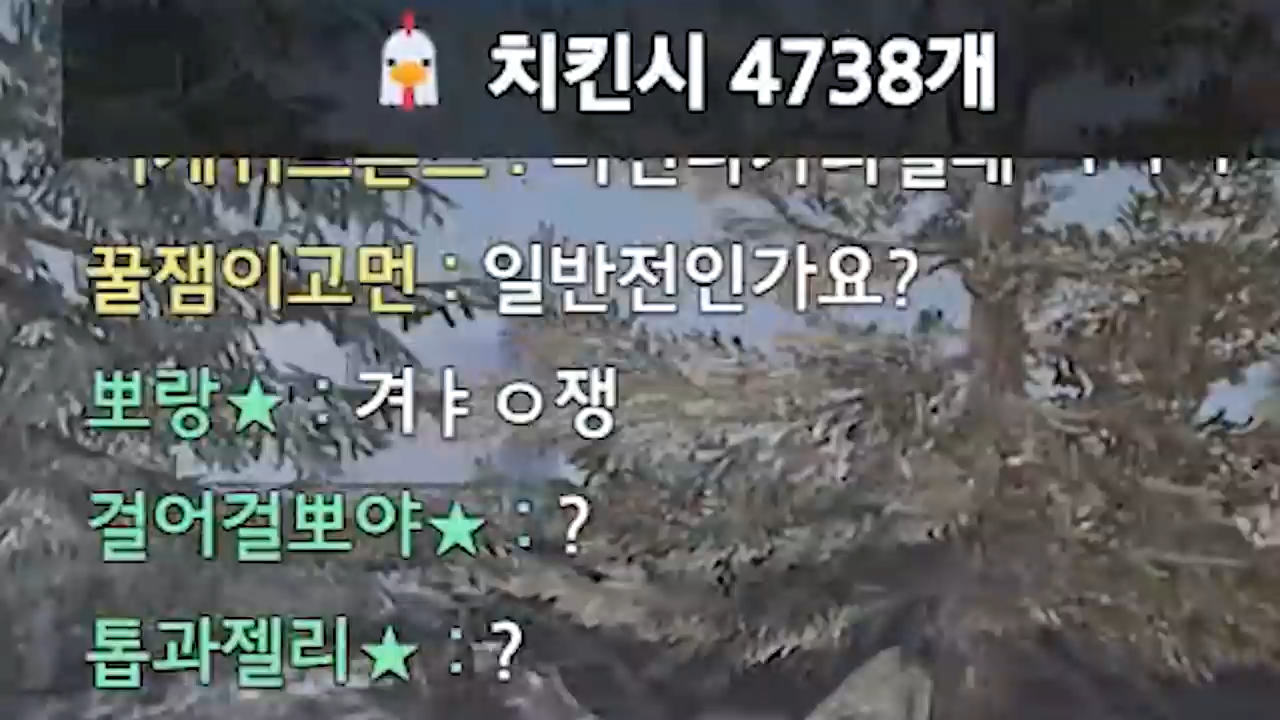 치킨시 4738개
꿀잼이고먼 : 일반전인가요?
뽀랑★ : 겨ㅑㅇ쟁
걸어걸뽀야★ : ?
톱과젤리★ : ?